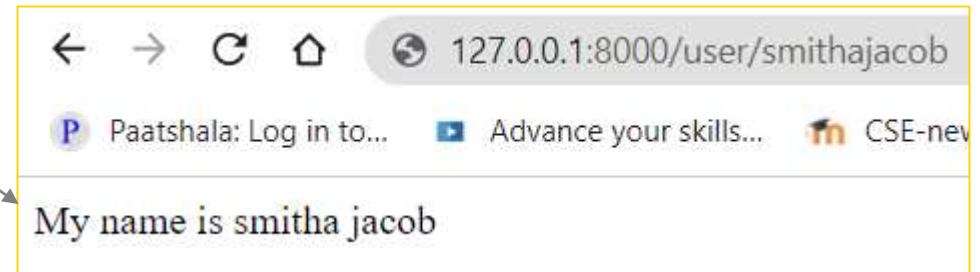 127.0.0.1:8000/user/smithajacob
P Paatshala: Log in to... Advance your skills... m CSE-new
My name is smitha jacob